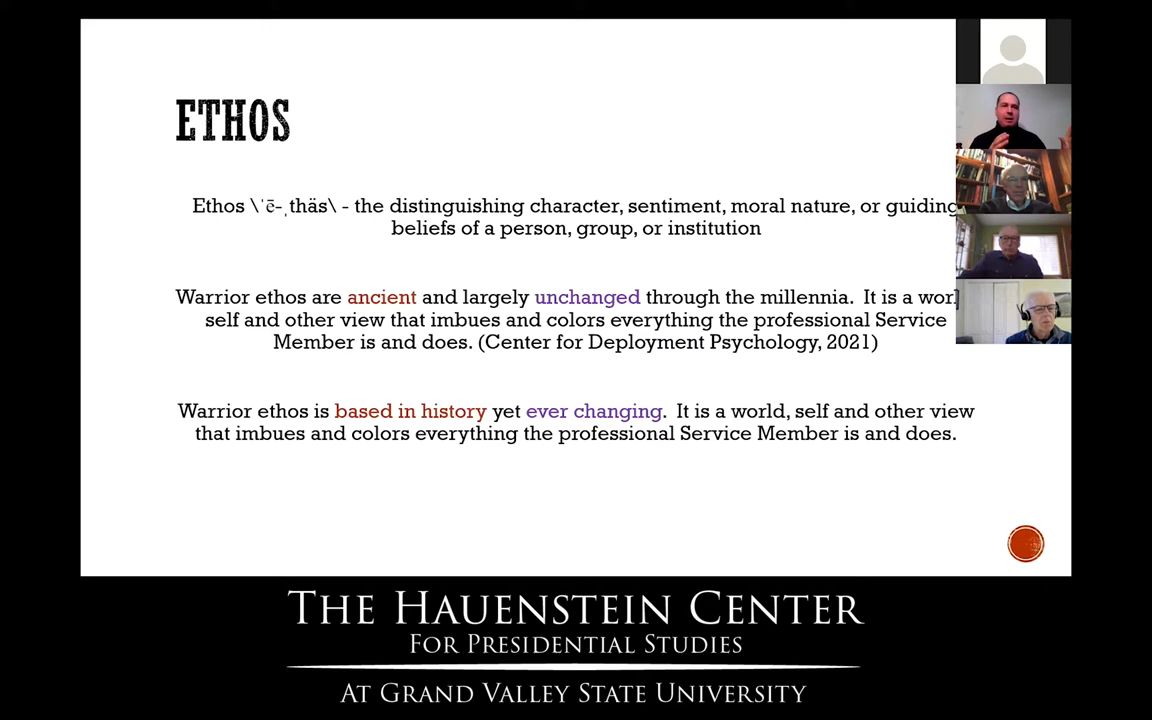 ETHOS
Ethos \ˈē-ˌthäs\ - the distinguishing character, sentiment, moral nature, or guiding
beliefs of a person, group, or institution
Warrior ethos are ancient and largely unchanged through the millennia. It is a worl
self and other view that imbues and colors everything the professional Service
Member is and does. (Center for Deployment Psychology, 2021)
Warrior ethos is based in history yet ever changing. It is a world, self and other view
that imbues and colors everything the professional Service Member is and does.
THE HAUENSTEIN CENTER
FOR PRESIDENTIAL STUDIES
AT GRAND VALLEY STATE UNIVERSITY